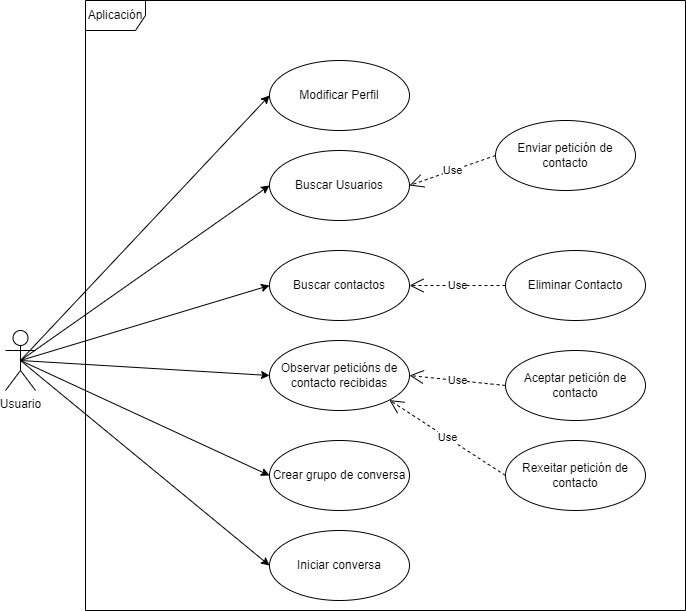 Aplicación
Modificar Perfil
Enviar petición de
contacto
Use
Buscar Usuarios
Buscar contactos
Use
Eliminar Contacto
Observar peticións de
contacto recibidas
Use
Aceptar petición de
contacto
Usuario
Use
Rexeitar petición de
contacto
Crear grupo de conversa
Iniciar conversa